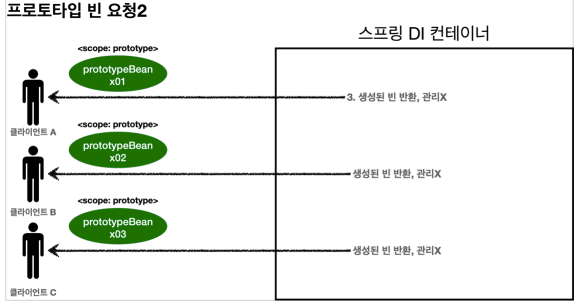 프로토타입 빈 요청2
스프링 DI 컨테이너
<scope: prototype>
prototypeBean
x01
3. 생성된 빈 반환, 관리X
클라이언트 A
<scope: prototype>
prototypeBean
x02
생성된 빈 반환, 관리X
클라이언트 B
<scope: prototype>
prototypeBean
x03
생성된 빈 반환, 관리X
클라이언트 C